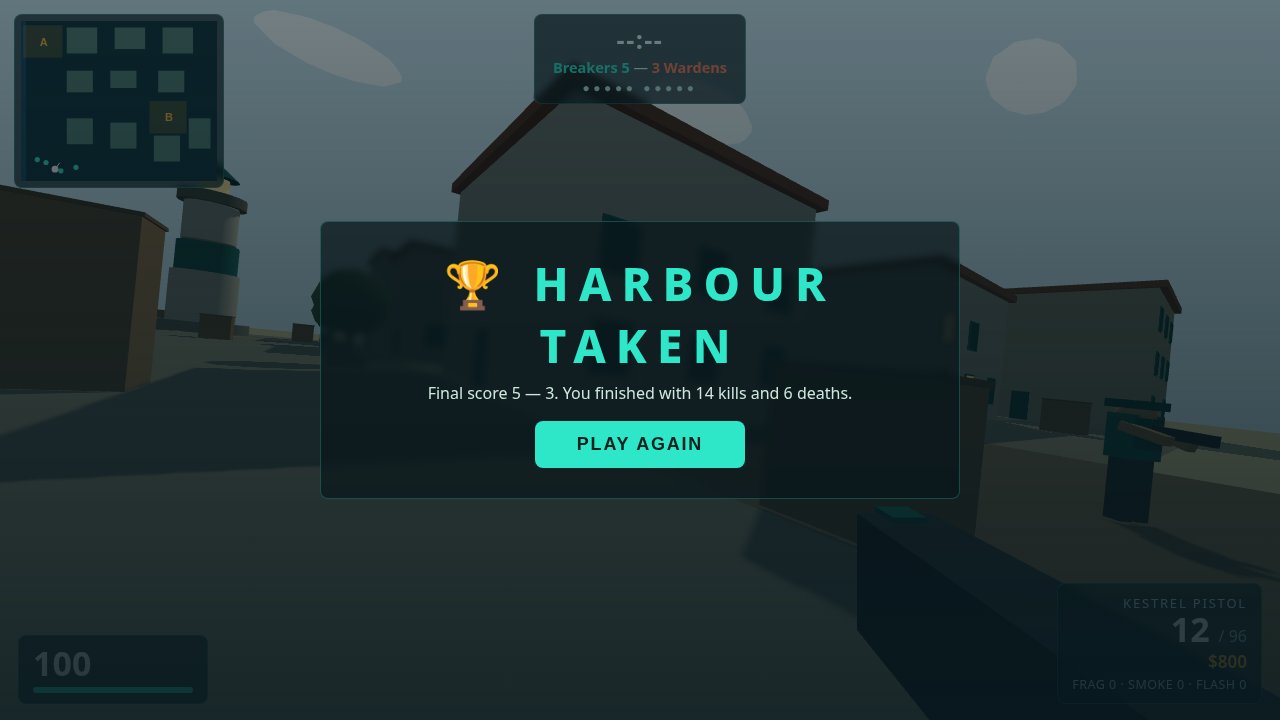 A
B
--:--
Breakers 5 — 3 Wardens
🏆 HARBOUR
TAKEN
Final score 5 — 3. You finished with 14 kills and 6 deaths.
PLAY AGAIN
100
KESTREL PISTOL
12 / 96
$800
FRAG 0 · SMOKE 0 · FLASH 0